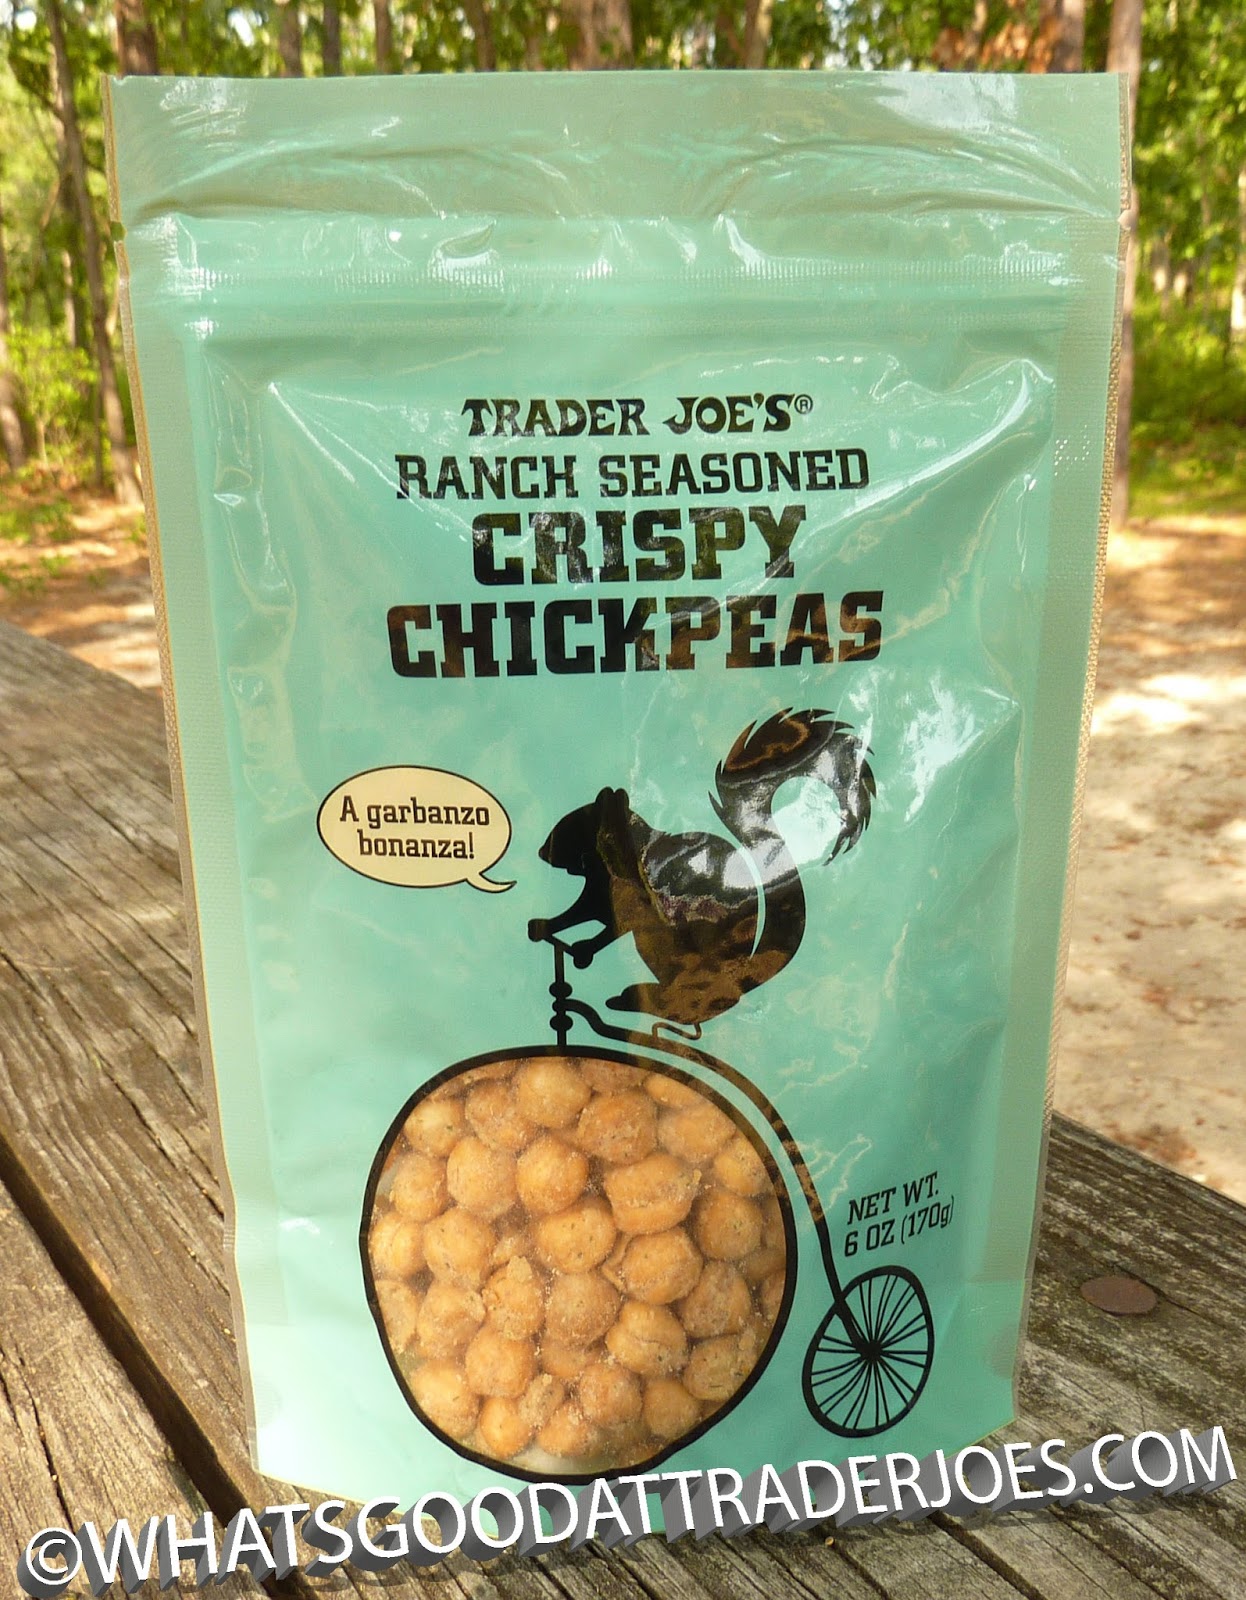 TRADER JOE'S®
RANCH SEASONED
CRISPY
CHICKPEAS
A garbanzo
bonanza!
NET WT.
6 OZ (170g)
©WHATSGOODATTRADERJOES.COM